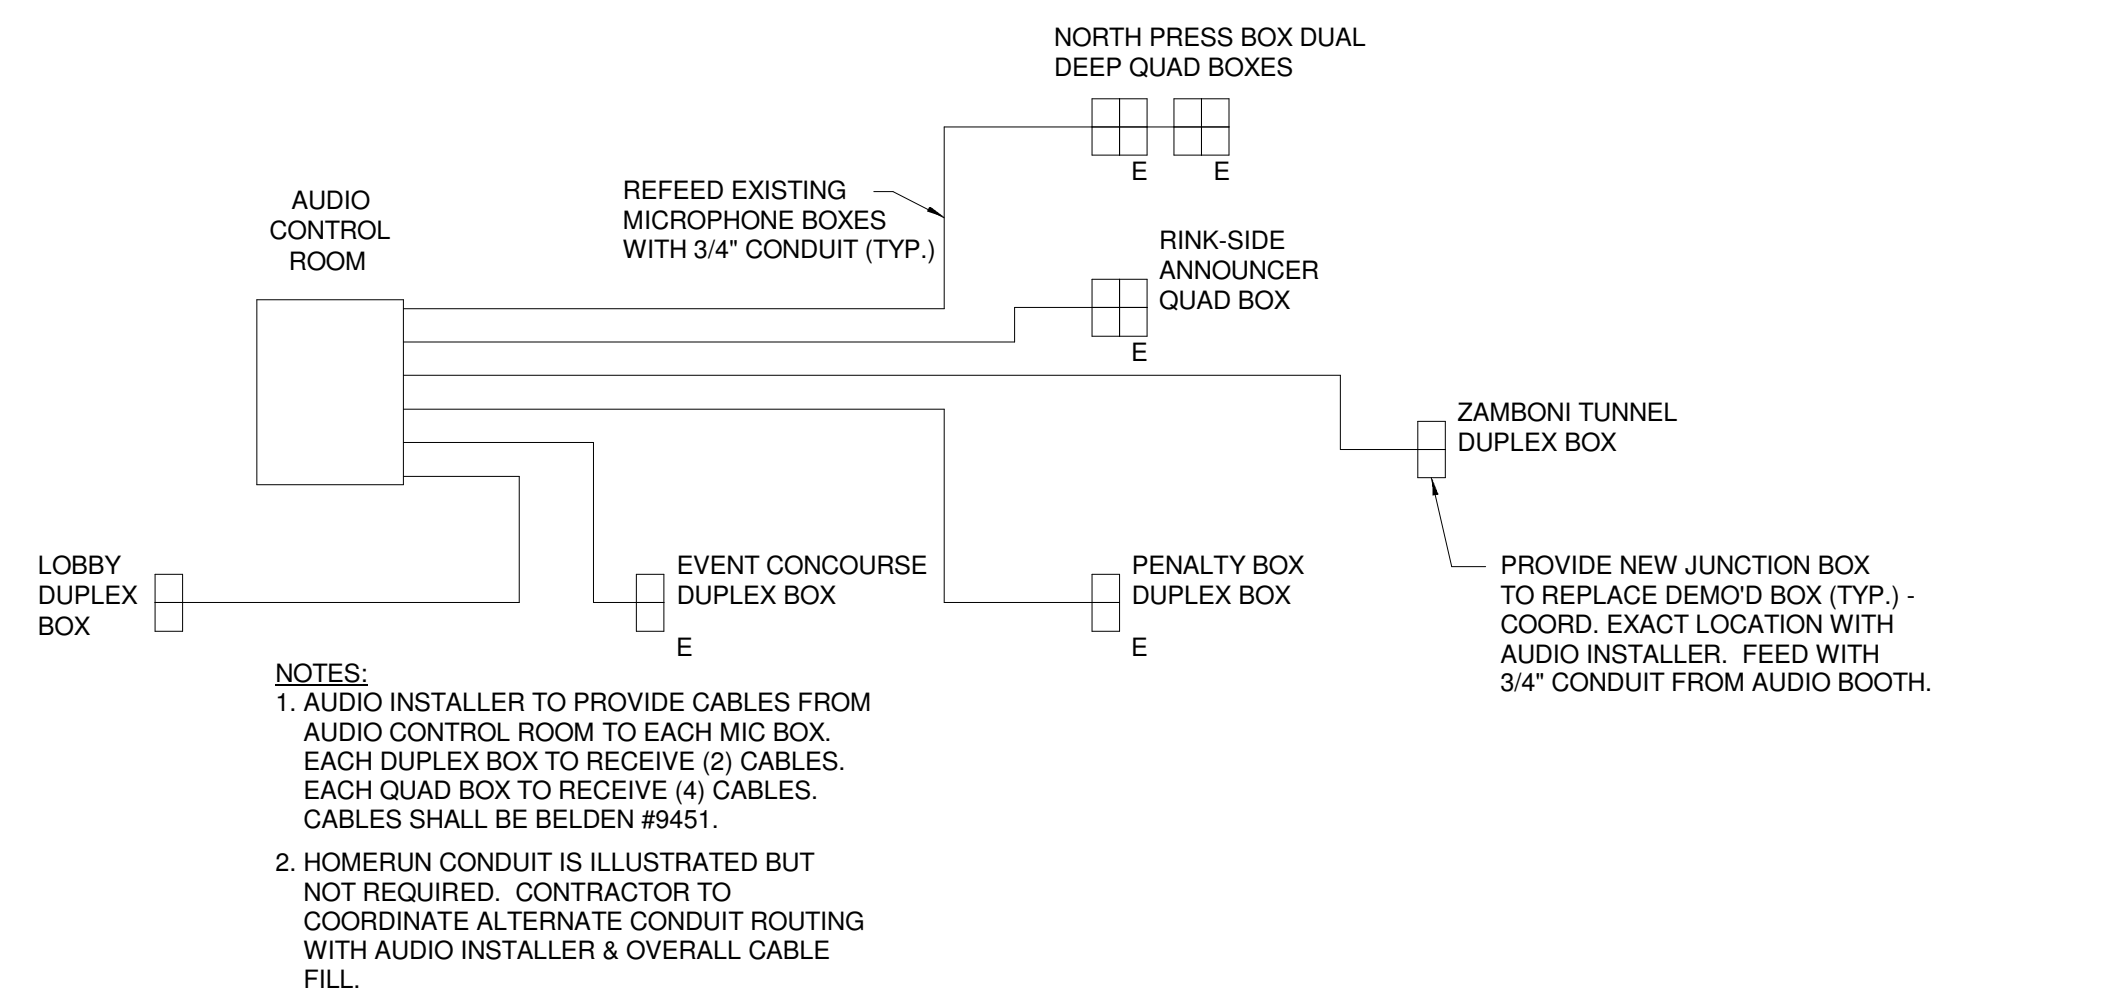 NORTH PRESS BOX DUAL
DEEP QUAD BOXES
E
E
REFEED EXISTING
MICROPHONE BOXES
WITH 3/4" CONDUIT (TYP.)
AUDIO
CONTROL
ROOM
RINK-SIDE
ANNOUNCER
QUAD BOX
E
ZAMBONI TUNNEL
DUPLEX BOX
LOBBY
DUPLEX
BOX
EVENT CONCOURSE
DUPLEX BOX
E
PENALTY BOX
DUPLEX BOX
E
PROVIDE NEW JUNCTION BOX
TO REPLACE DEMO'D BOX (TYP.) -
COORD. EXACT LOCATION WITH
AUDIO INSTALLER.  FEED WITH
3/4" CONDUIT FROM AUDIO BOOTH.
NOTES:
1. AUDIO INSTALLER TO PROVIDE CABLES FROM
AUDIO CONTROL ROOM TO EACH MIC BOX.
EACH DUPLEX BOX TO RECEIVE (2) CABLES.
EACH QUAD BOX TO RECEIVE (4) CABLES.
CABLES SHALL BE BELDEN #9451.
2. HOMERUN CONDUIT IS ILLUSTRATED BUT
NOT REQUIRED.  CONTRACTOR TO
COORDINATE ALTERNATE CONDUIT ROUTING
WITH AUDIO INSTALLER & OVERALL CABLE
FILL.